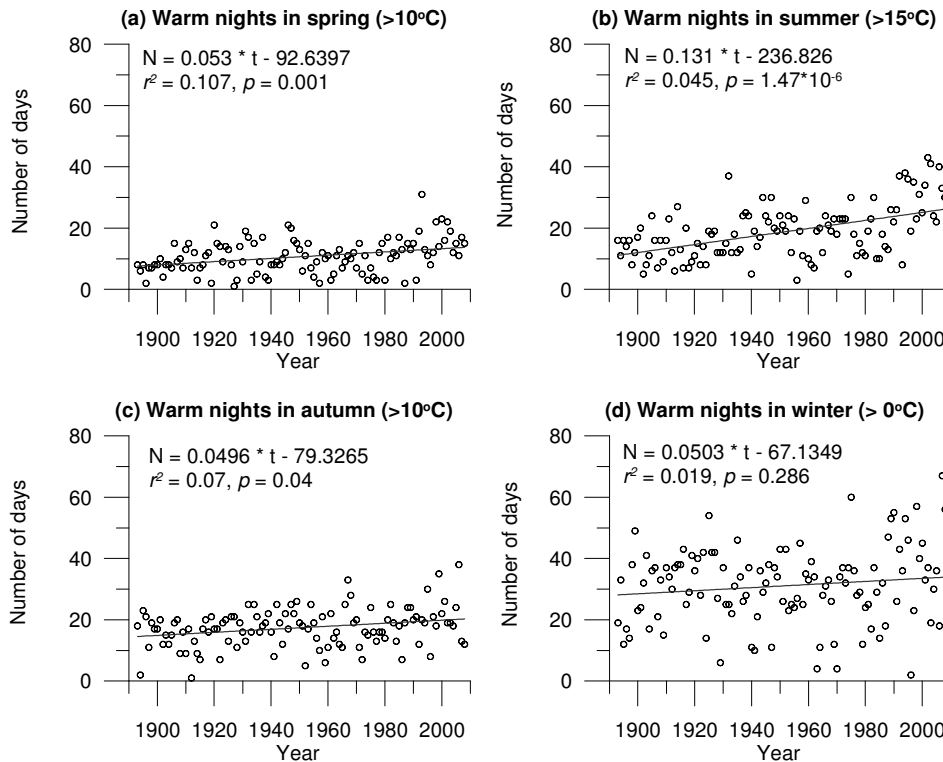 (a) Warm nights in spring (>10ºC)
N = 0.053 * t - 92.6397
r² = 0.107, p = 0.001
80
60
40
20
0
Number of days
1900 1920 1940 1960 1980 2000
Year
(b) Warm nights in summer (>15ºC)
N = 0.131 * t - 236.826
r² = 0.045, p = 1.47*10⁻⁶
80
60
40
20
0
Number of days
1900 1920 1940 1960 1980 2000
Year
(c) Warm nights in autumn (>10ºC)
N = 0.0496 * t - 79.3265
r² = 0.07, p = 0.04
80
60
40
20
0
Number of days
1900 1920 1940 1960 1980 2000
Year
(d) Warm nights in winter (> 0ºC)
N = 0.0503 * t - 67.1349
r² = 0.019, p = 0.286
80
60
40
20
0
Number of days
1900 1920 1940 1960 1980 2000
Year